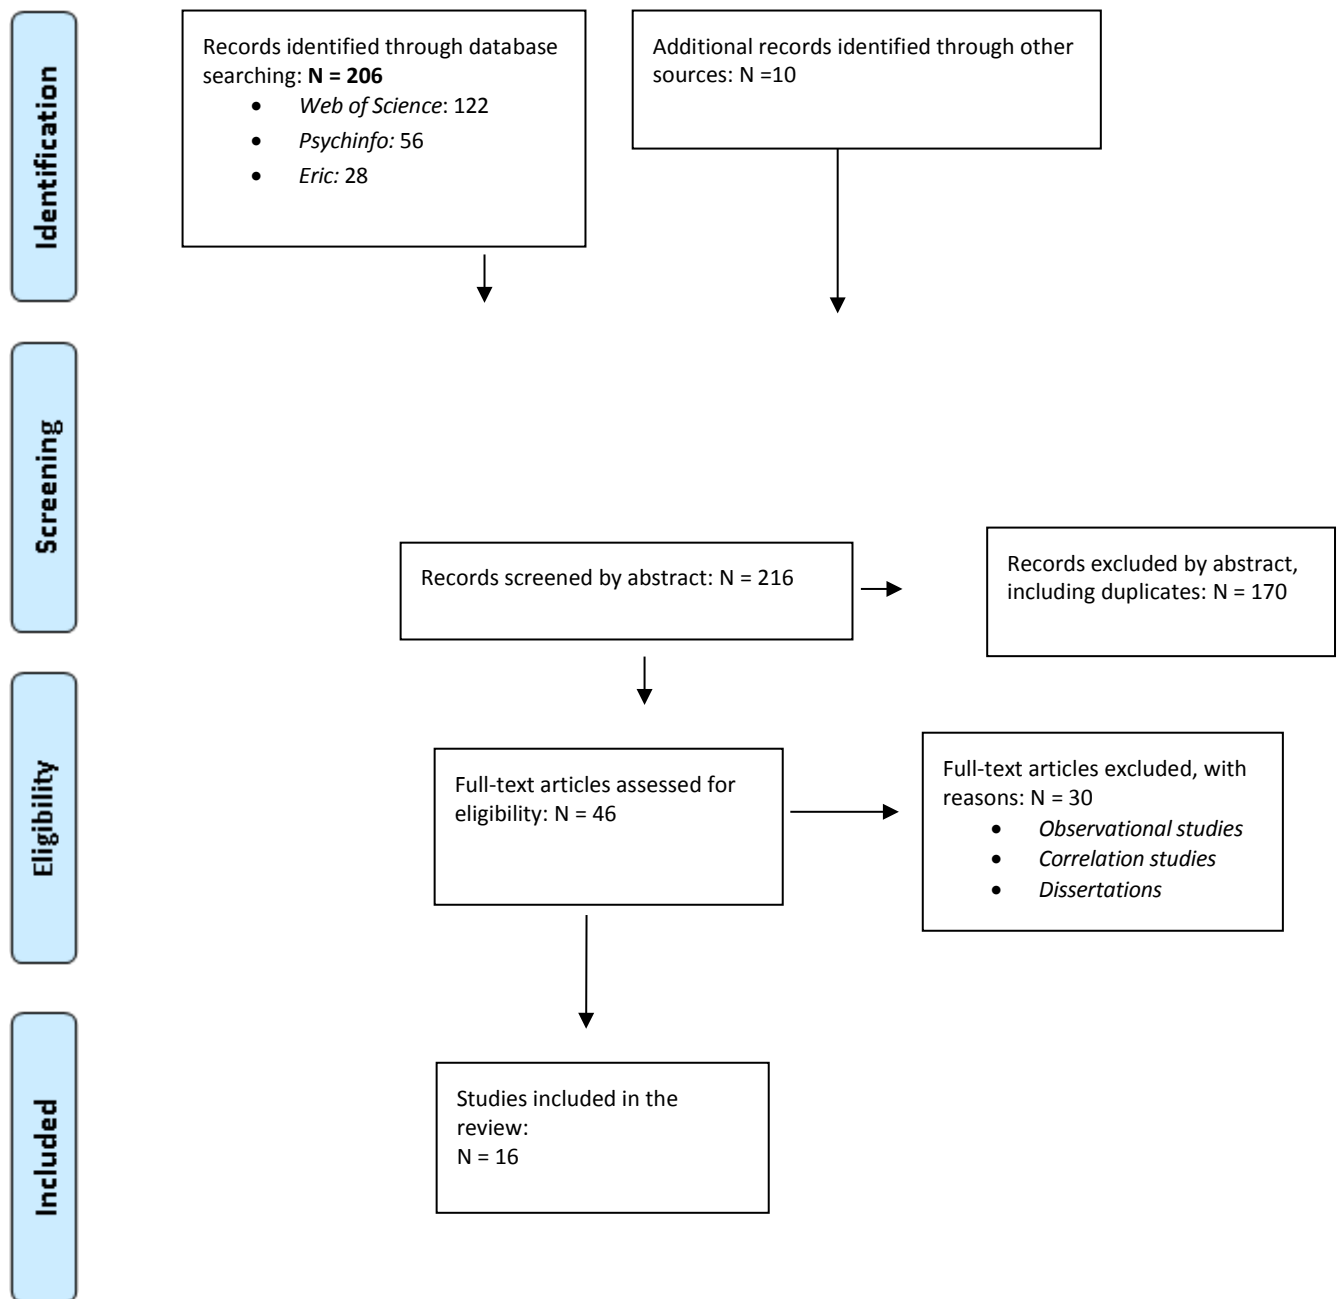 Identification
Records identified through database
searching: N = 206
• Web of Science: 122
• Psychinfo: 56
• Eric: 28
Additional records identified through other
sources: N =10
Screening
Records screened by abstract: N = 216
Records excluded by abstract,
including duplicates: N = 170
Eligibility
Full-text articles assessed for
eligibility: N = 46
Full-text articles excluded, with
reasons: N = 30
• Observational studies
• Correlation studies
• Dissertations
Included
Studies included in the
review:
N = 16